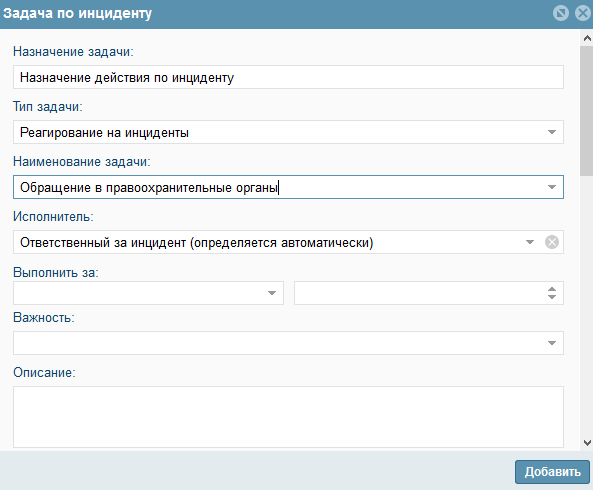 Задача по инциденту
Назначение задачи:
Назначение действия по инциденту
Тип задачи:
Реагирование на инциденты
Наименование задачи:
Обращение в правоохранительные органы
Исполнитель:
Ответственный за инцидент (определяется автоматически)
Выполнить за:
Важность:
Описание:
Добавить